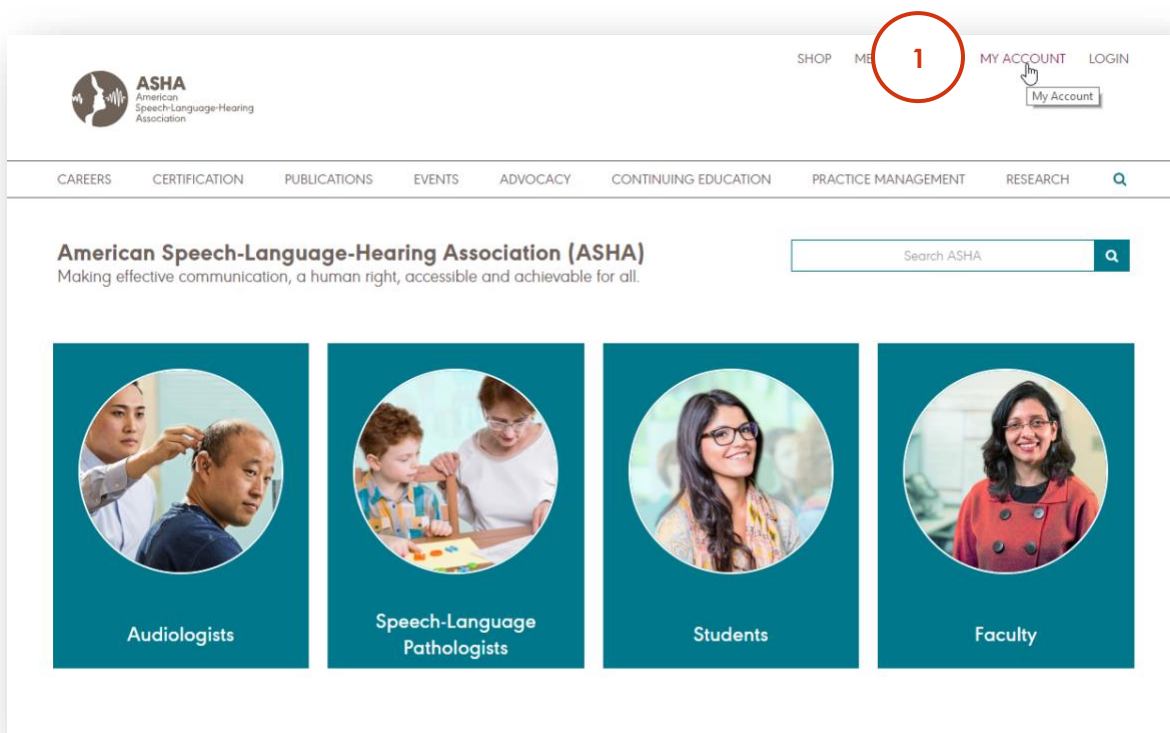 SHOP ME 1 MY ACCOUNT LOGIN
My Account
ASHA
American
Speech-Language-Hearing
Association
CAREERS CERTIFICATION PUBLICATIONS EVENTS ADVOCACY CONTINUING EDUCATION PRACTICE MANAGEMENT RESEARCH
American Speech-Language-Hearing Association (ASHA)
Making effective communication, a human right, accessible and achievable for all.
Search ASHA
Audiologists
Speech-Language
Pathologists
Students
Faculty